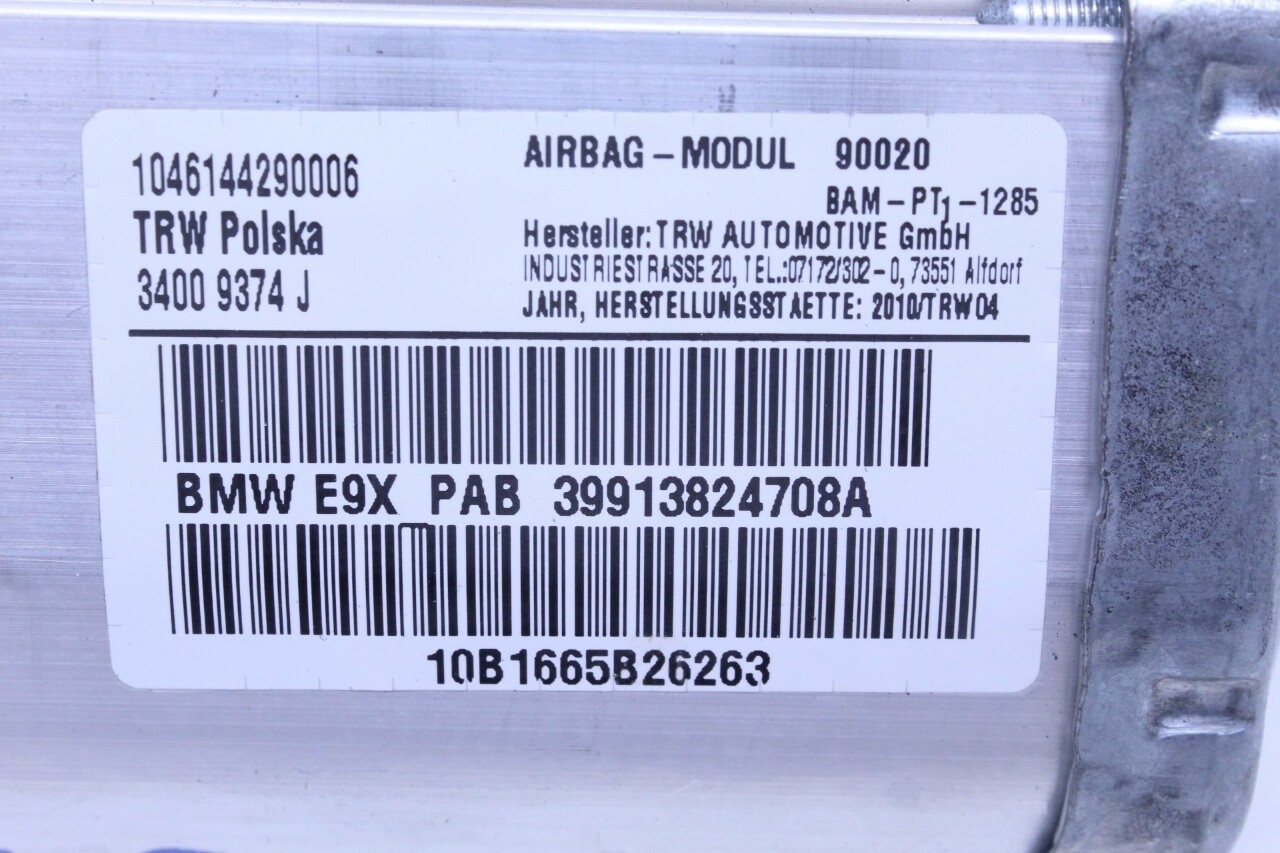 1046144290006
TRW Polska
3400 9374 J
AIRBAG - MODUL 90020
BAM - PT1 - 1285
Hersteller: TRW AUTOMOTIVE GmbH
INDUSTRIESTRASSE 20, TEL.:07172/302-0, 73551 Alfdorf
JAHR, HERSTELLUNGSSTAETTE: 2010/TRW04
BMW E9X PAB 39913824708A
10B1665B26263